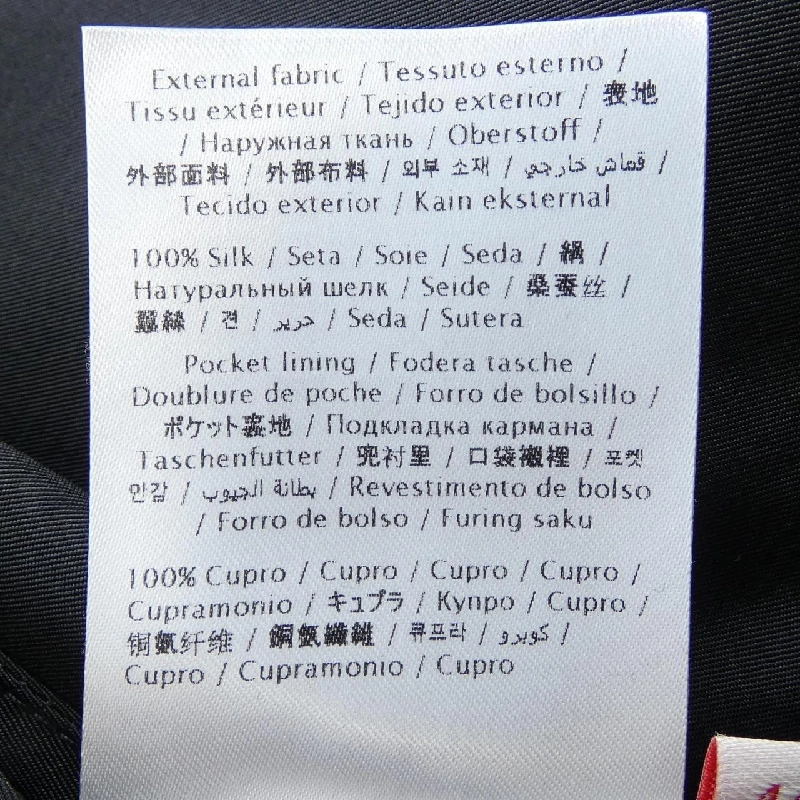 External fabric / Tessuto esterno /
Tissu extérieur / Tejido exterior / 表地
/ Наружная ткань / Oberstoff /
外部面料 / 外部布料 / 외부 소재 / قماش خارجي /
Tecido exterior / Kain eksternal
100% Silk / Seta / Soie / Seda / 絹 /
Натуральный шелк / Seide / 桑蚕丝 /
蠶絲 / 견 / حرير / Seda / Sutera
Pocket lining / Fodera tasche /
Doublure de poche / Forro de bolsillo /
ポケット裏地 / Подкладка кармана /
Taschenfutter / 兜衬里 / 口袋襯裡 / 포켓
안감 / بطانة الجيوب / Revestimento de bolso
/ Forro de bolso / Furing saku
100% Cupro / Cupro / Cupro / Cupro /
Cupramonio / キュプラ / Купро / Cupro /
铜氨纤维 / 銅氨纖維 / 큐프라 / كوبرو /
Cupro / Cupramonio / Cupro